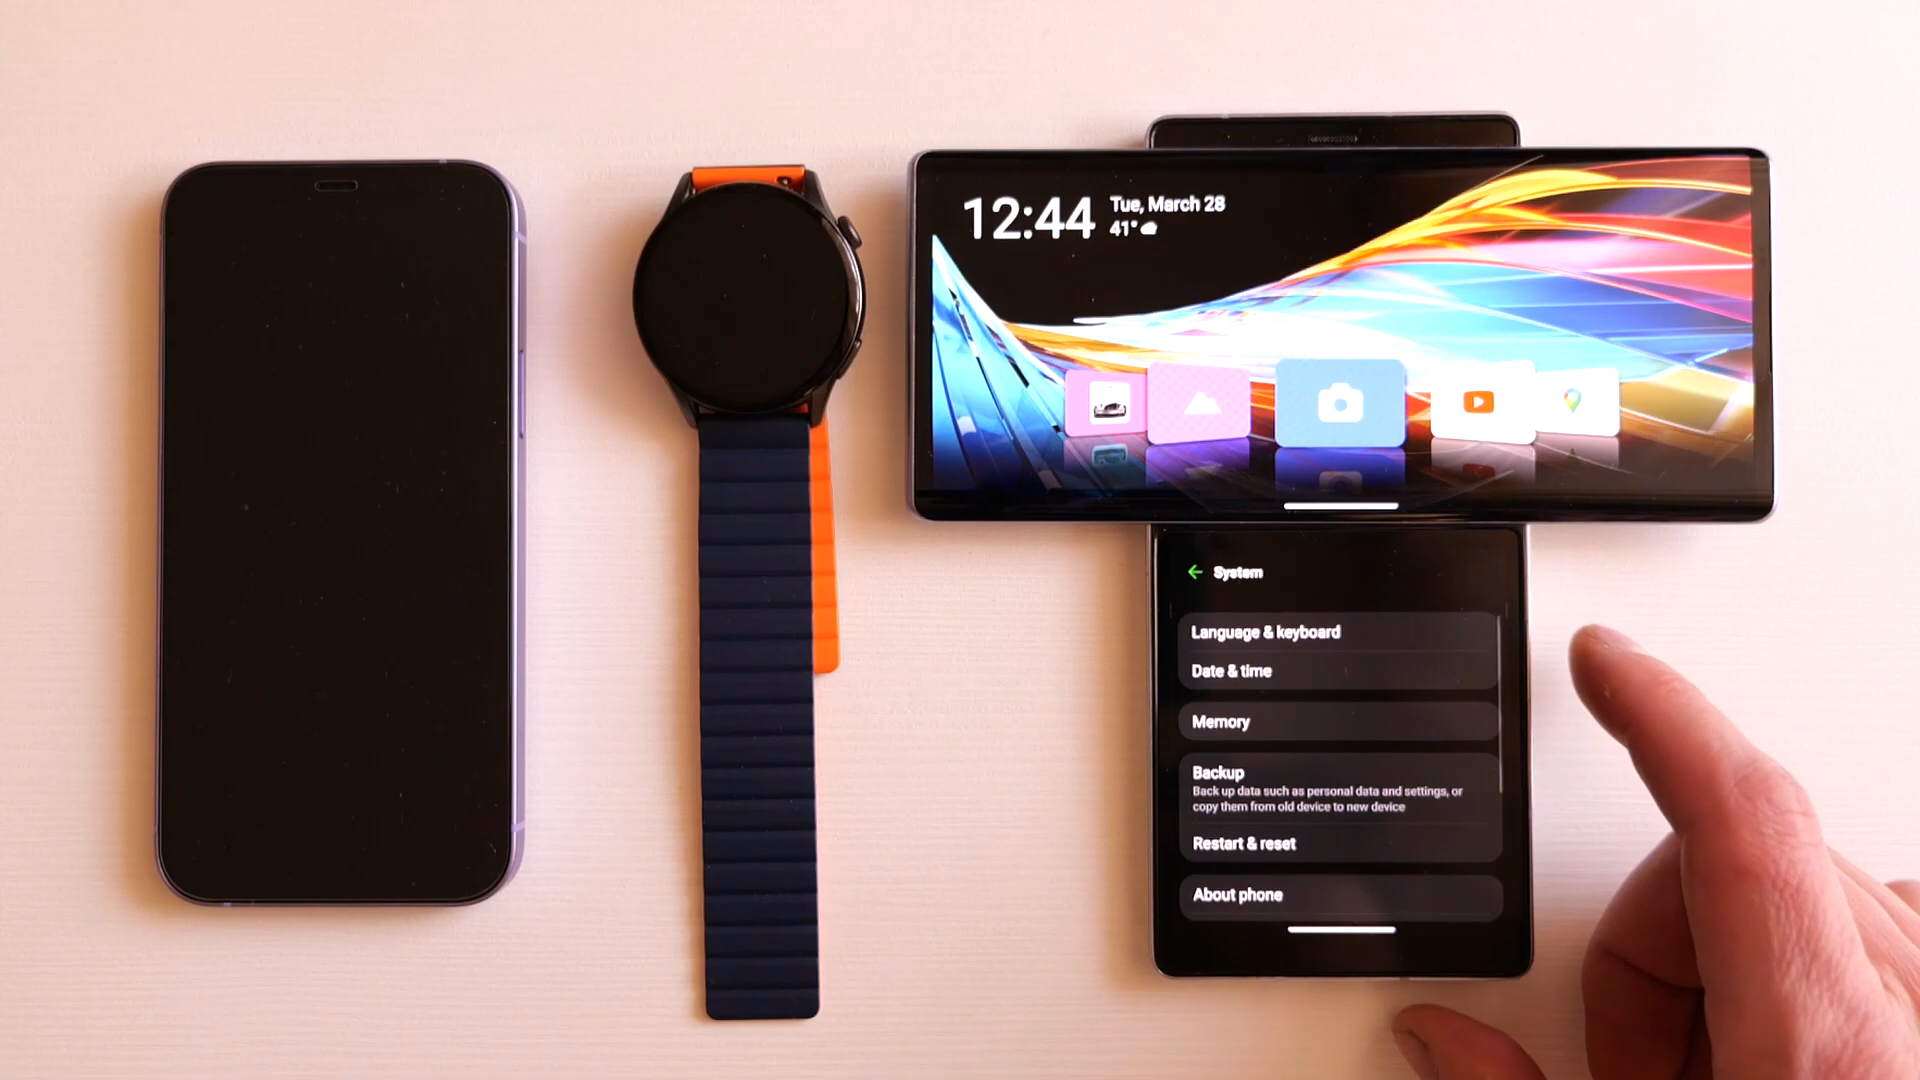 12:44
Tue, March 28
41°
System
Language & keyboard
Date & time
Memory
Backup
Back up data such as personal data and settings, or
copy them from old device to new device
Restart & reset
About phone